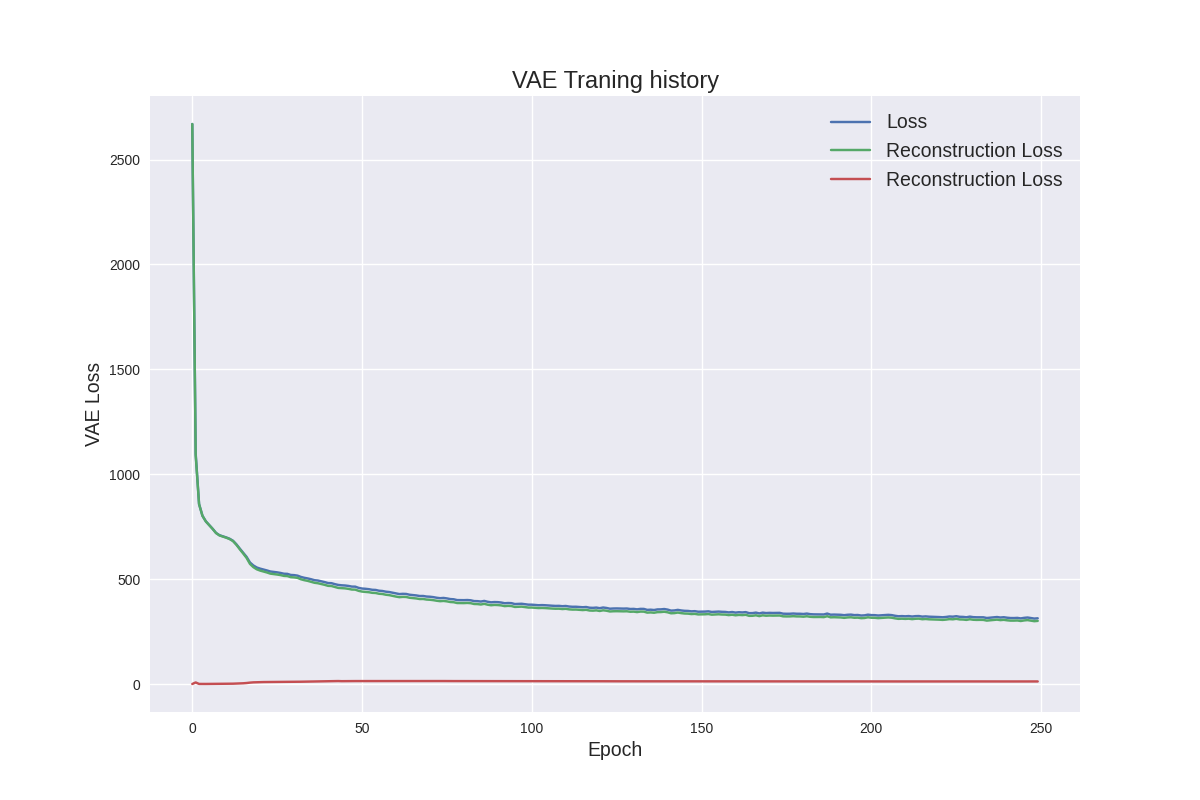 VAE Traning history
Loss
Reconstruction Loss
Reconstruction Loss
VAE Loss
2500
2000
1500
1000
500
0
0 50 100 150 200 250
Epoch